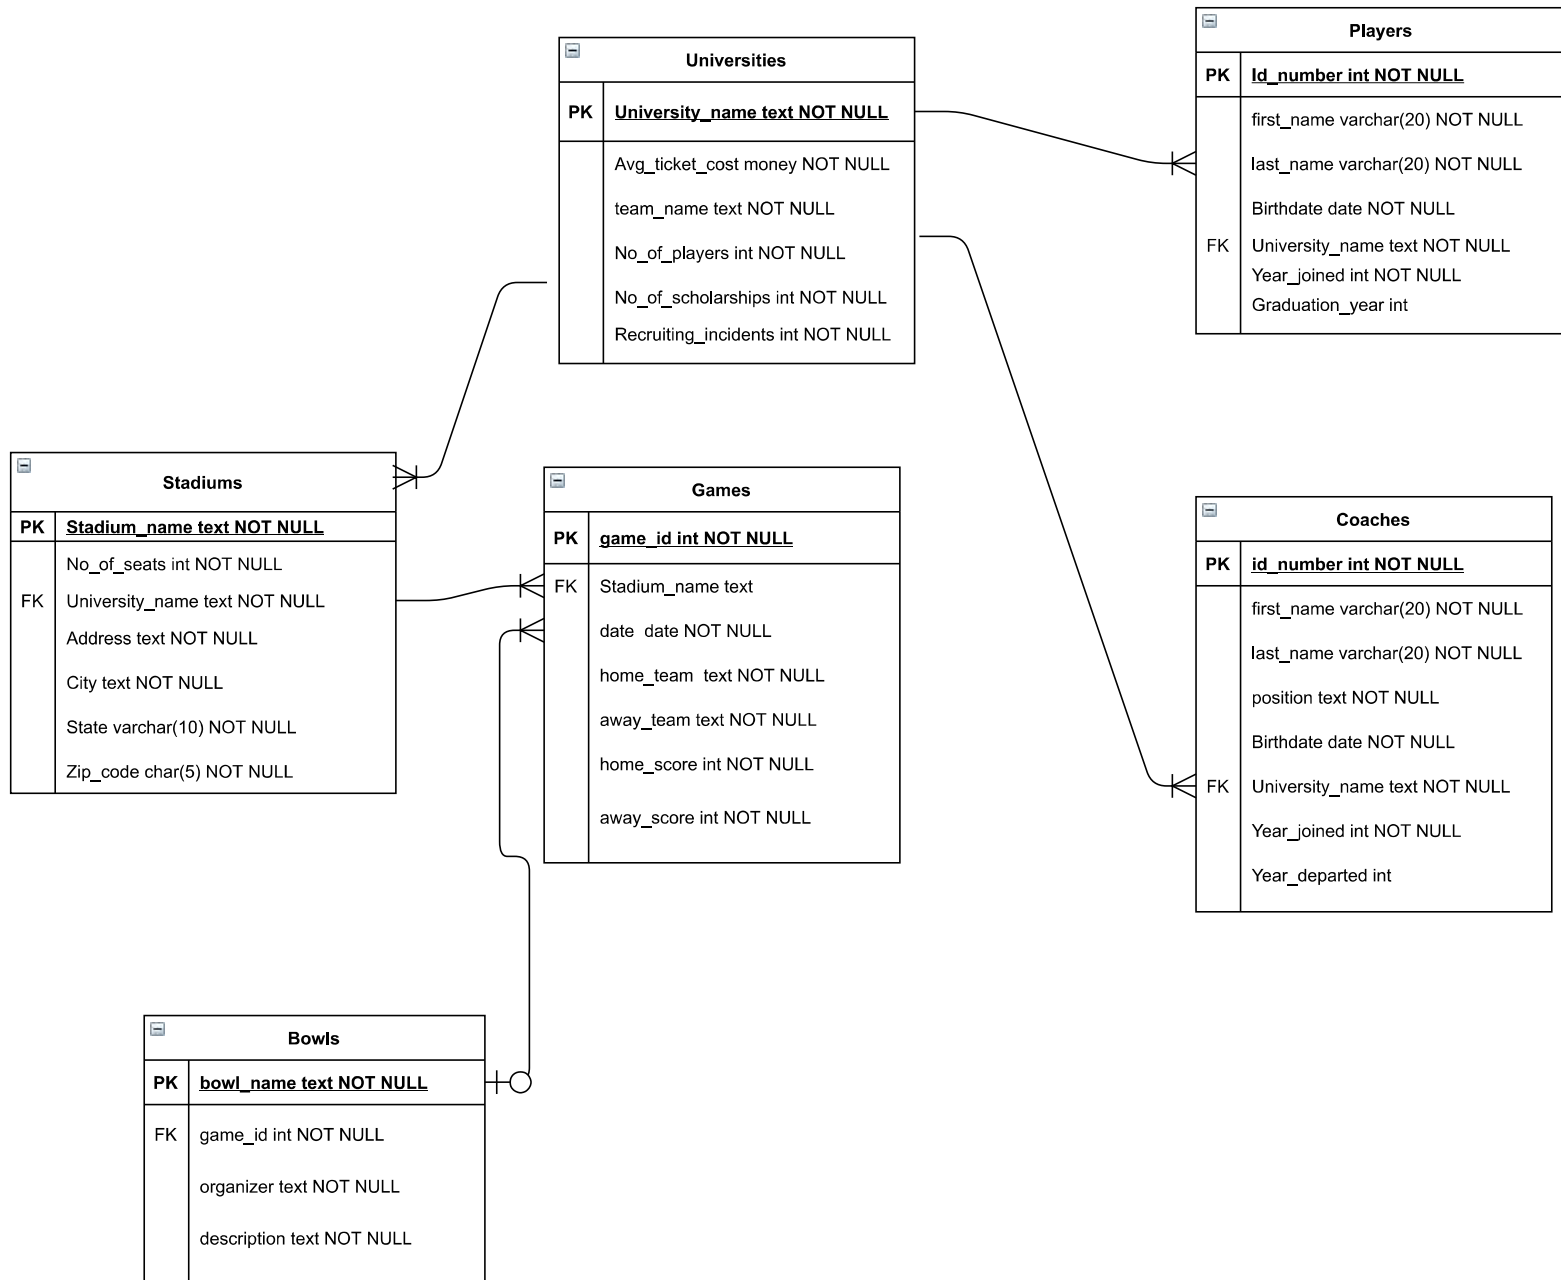 Universities
PK University_name text NOT NULL
Avg_ticket_cost money NOT NULL
team_name text NOT NULL
No_of_players int NOT NULL
No_of_scholarships int NOT NULL
Recruiting_incidents int NOT NULL
Players
PK Id_number int NOT NULL
first_name varchar(20) NOT NULL
last_name varchar(20) NOT NULL
Birthdate date NOT NULL
FK University_name text NOT NULL
Year_joined int NOT NULL
Graduation_year int
Stadiums
PK Stadium_name text NOT NULL
No_of_seats int NOT NULL
FK University_name text NOT NULL
Address text NOT NULL
City text NOT NULL
State varchar(10) NOT NULL
Zip_code char(5) NOT NULL
Games
PK game_id int NOT NULL
FK Stadium_name text
date  date NOT NULL
home_team  text NOT NULL
away_team text NOT NULL
home_score int NOT NULL
away_score int NOT NULL
Coaches
PK id_number int NOT NULL
first_name varchar(20) NOT NULL
last_name varchar(20) NOT NULL
position text NOT NULL
Birthdate date NOT NULL
FK University_name text NOT NULL
Year_joined int NOT NULL
Year_departed int
Bowls
PK bowl_name text NOT NULL
FK game_id int NOT NULL
organizer text NOT NULL
description text NOT NULL